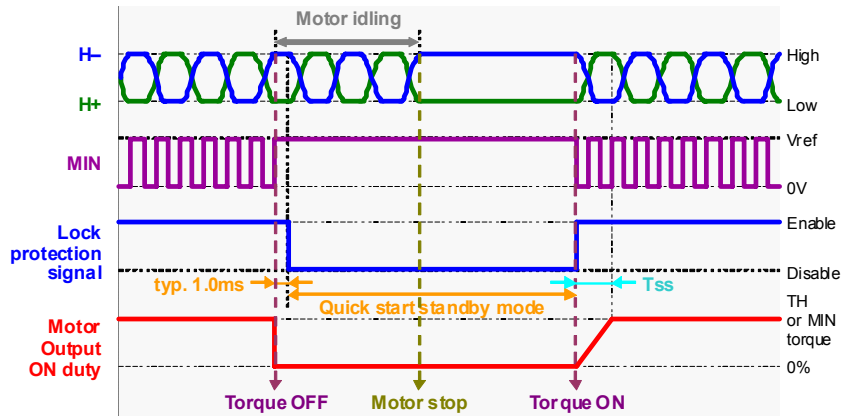 Motor idling
H–
High
H+
Low
Vref
MIN
0V
Enable
Lock
protection
signal
Disable
typ. 1.0ms
Tss
Quick start standby mode
TH
or MIN
torque
Motor
Output
ON duty
0%
Torque OFF
Motor stop
Torque ON